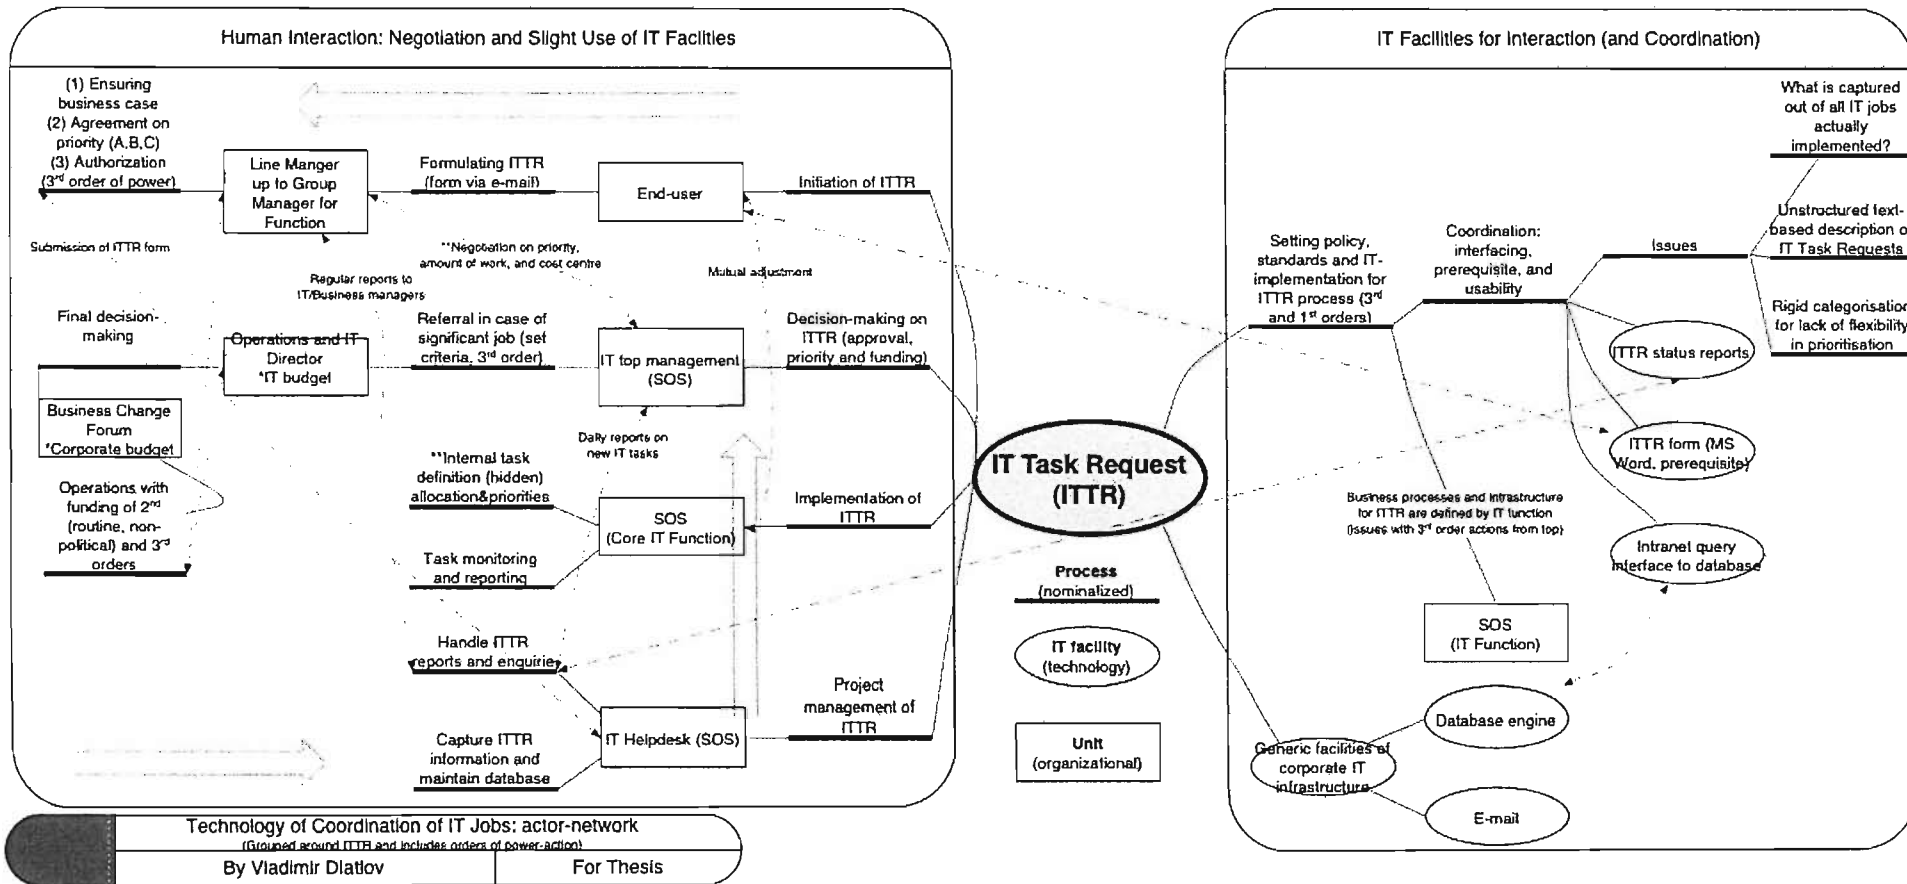 Human Interaction: Negotiation and Slight Use of IT Facilities
(1) Ensuring
business case
(2) Agreement on
priority (A,B,C)
(3) Authorization
(3rd order of power)
Line Manger
up to Group
Manager for
Function
Formulating ITTR
(form via e-mail)
End-user
Initiation of ITTR
Submission of ITTR form
Regular reports to
IT/Business managers
**Negotiation on priority,
amount of work, and cost centre
Mutual adjustment
Final decision-
making
Operations and IT
Director
*IT budget
Referral in case of
significant job (set
criteria, 3rd order)
IT top management
(SOS)
Decision-making on
ITTR (approval,
priority and funding)
Business Change
Forum
*Corporate budget
Daily reports on
new IT tasks
Operations with
funding of 2nd
(routine, non-
political) and 3rd
orders
**Internal task
definition (hidden)
allocation&priorities
SOS
(Core IT Function)
Implementation of
ITTR
Task monitoring
and reporting
Handle ITTR
reports and enquirie
IT Helpdesk (SOS)
Project
management of
ITTR
Capture ITTR
information and
maintain database
IT Task Request
(ITTR)
Process
(nominalized)
IT facility
(technology)
Unit
(organizational)
IT Facilities for Interaction (and Coordination)
What is captured
out of all IT jobs
actually
implemented?
Setting policy,
standards and IT-
implementation for
ITTR process (3rd
and 1st orders)
Coordination:
interfacing,
prerequisite, and
usability
Issues
Unstructured text-
based description o
IT Task Requests
Rigid categorisation
for lack of flexibility
in prioritisation
ITTR status reports
ITTR form (MS
Word, prerequisite)
Business processes and infrastructure
for ITTR are defined by IT function
(issues with 3rd order actions from top)
Intranet query
interface to database
SOS
(IT Function)
Database engine
Generic facilities of
corporate IT
infrastructure
E-mail
Technology of Coordination of IT Jobs: actor-network
(Grouped around ITTR and includes orders of power-action)
By Vladimir Diatlov
For Thesis